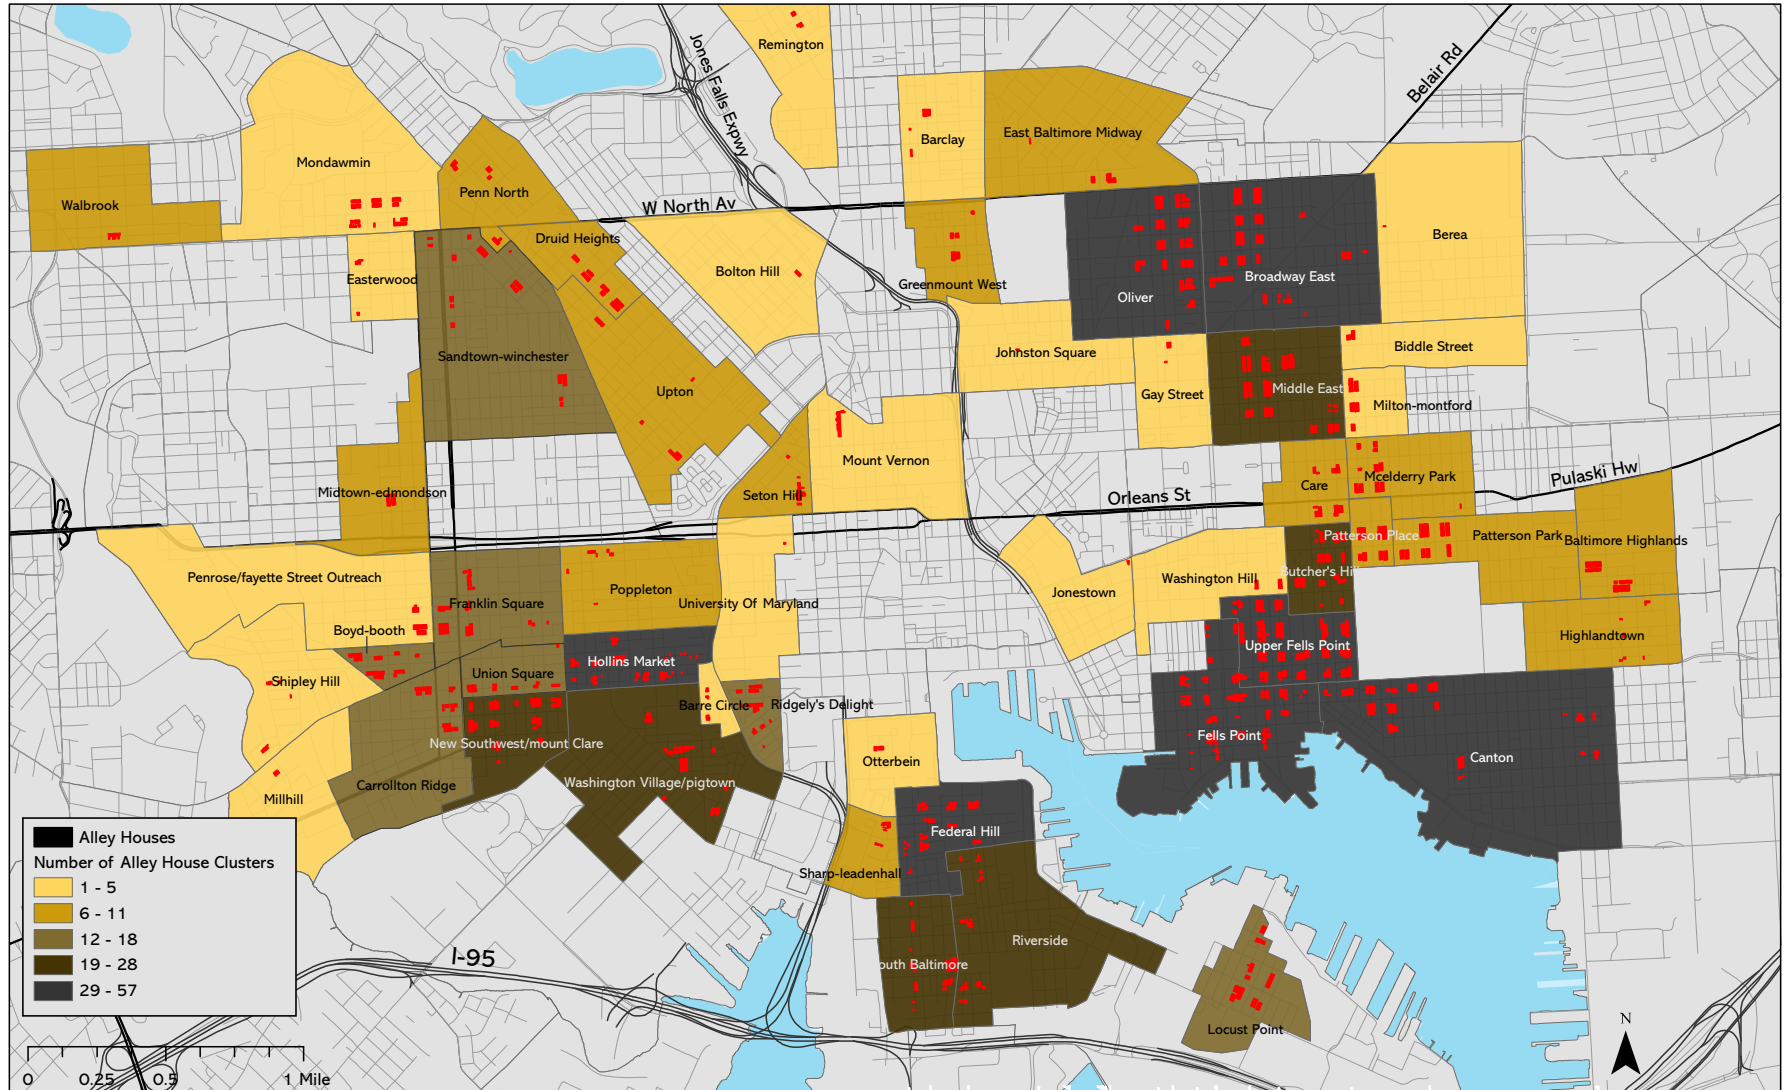 Remington
Jones Falls Expwy
Belair Rd
Barclay
East Baltimore Midway
Mondawmin
Penn North
Walbrook
W North Av
Druid Heights
Berea
Bolton Hill
Easterwood
Greenmount West
Broadway East
Oliver
Sandtown-winchester
Johnston Square
Biddle Street
Upton
Gay Street
Middle East
Milton-montford
Mount Vernon
Midtown-edmondson
Seton Hill
Care
Mcelderry Park
Pulaski Hw
Orleans St
Patterson Place
Patterson Park
Baltimore Highlands
Penrose/fayette Street Outreach
Poppleton
Washington Hill
Butcher's Hil
Jonestown
Franklin Square
University Of Maryland
Boyd-booth
Highlandtown
Upper Fells Point
Hollins Market
Union Square
Shipley Hill
Barre Circle
Ridgely's Delight
Fells Point
New Southwest/mount Clare
Canton
Otterbein
Washington Village/pigtown
Carrollton Ridge
Millhill
Federal Hill
Sharp-leadenhall
Riverside
outh Baltimore
I-95
Locust Point
Alley Houses
Number of Alley House Clusters
1 - 5
6 - 11
12 - 18
19 - 28
29 - 57
N
0 0.25 0.5 1 Mile